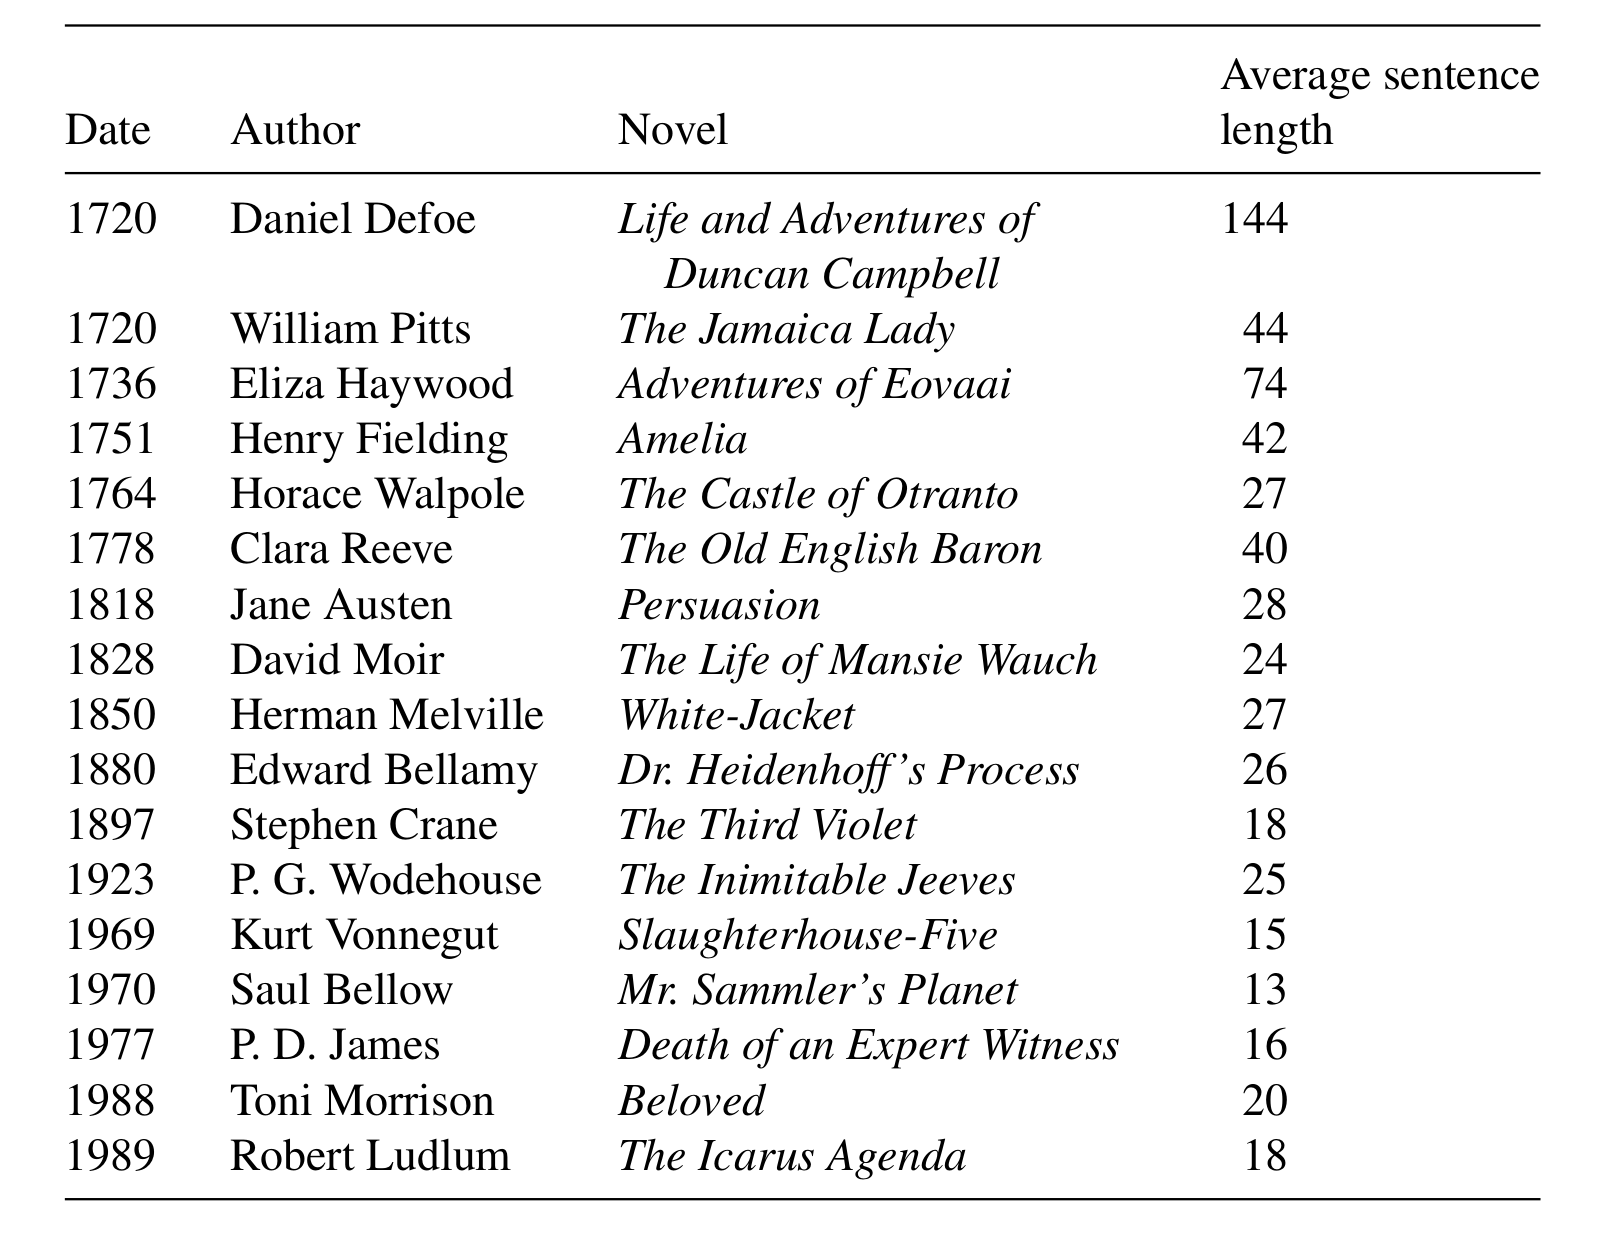 Average sentence
Date Author Novel length
1720 Daniel Defoe Life and Adventures of 144
Duncan Campbell
1720 William Pitts The Jamaica Lady 44
1736 Eliza Haywood Adventures of Eovaai 74
1751 Henry Fielding Amelia 42
1764 Horace Walpole The Castle of Otranto 27
1778 Clara Reeve The Old English Baron 40
1818 Jane Austen Persuasion 28
1828 David Moir The Life of Mansie Wauch 24
1850 Herman Melville White-Jacket 27
1880 Edward Bellamy Dr. Heidenhoff’s Process 26
1897 Stephen Crane The Third Violet 18
1923 P. G. Wodehouse The Inimitable Jeeves 25
1969 Kurt Vonnegut Slaughterhouse-Five 15
1970 Saul Bellow Mr. Sammler’s Planet 13
1977 P. D. James Death of an Expert Witness 16
1988 Toni Morrison Beloved 20
1989 Robert Ludlum The Icarus Agenda 18